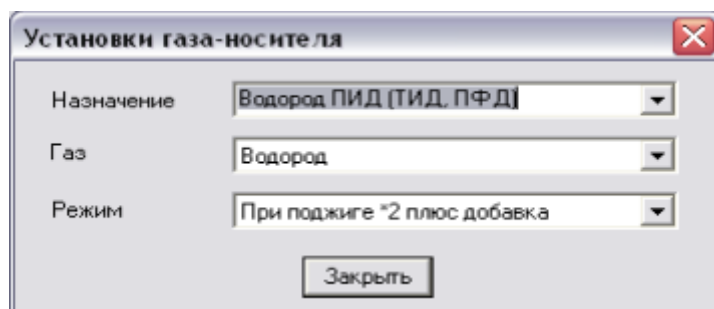 Установки газа-носителя
Назначение Водород ПИД (ТИД, ПФД)
Газ Водород
Режим При поджиге *2 плюс добавка
Закрыть